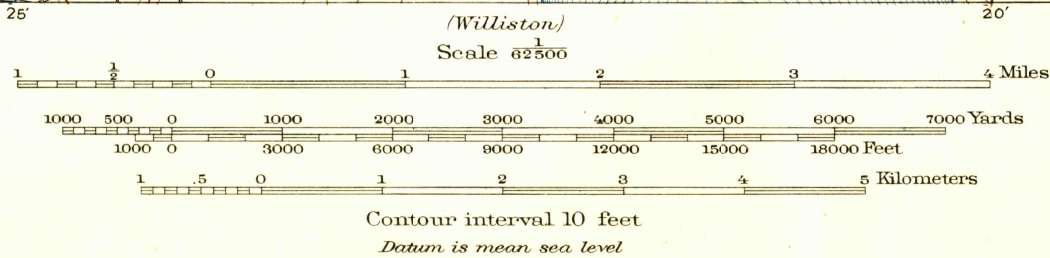 25' 20'
(Williston)
Scale 1/62500
1 1/2 0 1 2 3 4 Miles
1000 500 0 1000 2000 3000 4000 5000 6000 7000 Yards
1000 0 3000 6000 9000 12000 15000 18000 Feet
1 .5 0 1 2 3 4 5 Kilometers
Contour interval 10 feet
Datum is mean sea level